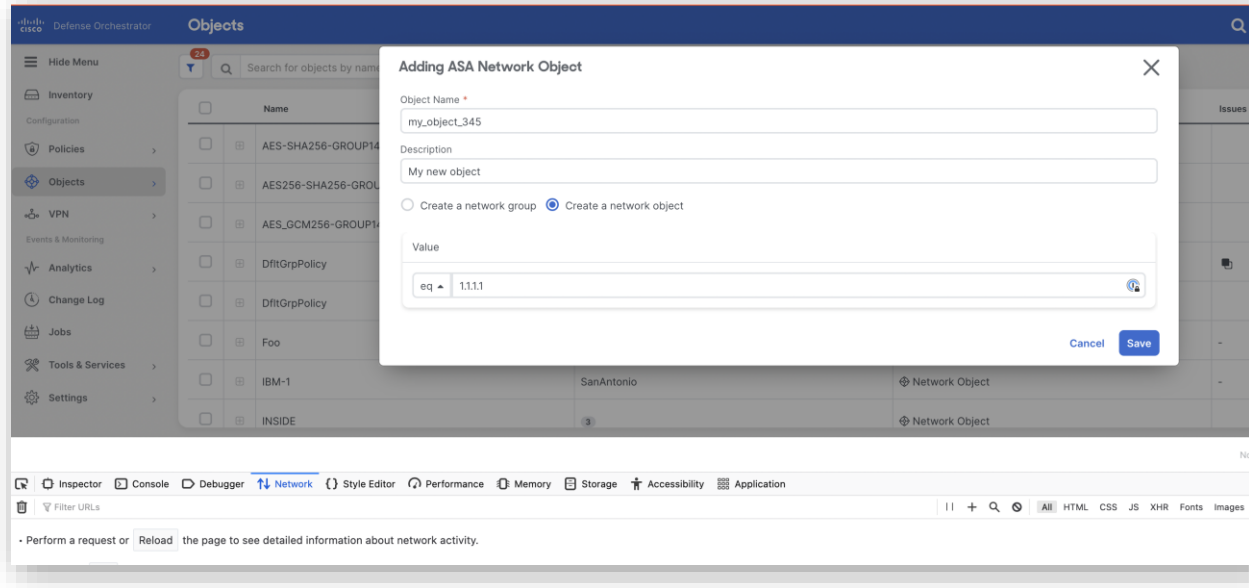 cisco Defense Orchestrator
Objects
Hide Menu
Inventory
Configuration
Policies
Objects
VPN
Events & Monitoring
Analytics
Change Log
Jobs
Tools & Services
Settings
24
Search for objects by name
Name
Issues
AES-SHA256-GROUP14
AES256-SHA256-GROU
AES_GCM256-GROUP14
DfltGrpPolicy
DfltGrpPolicy
Foo
-
IBM-1 SanAntonio Network Object -
INSIDE 3 Network Object
Adding ASA Network Object
Object Name *
my_object_345
Description
My new object
Create a network group Create a network object
Value
eq 1.1.1.1
Cancel Save
No
Inspector Console Debugger Network {} Style Editor Performance Memory Storage Accessibility Application
Filter URLs All HTML CSS JS XHR Fonts Images
• Perform a request or Reload the page to see detailed information about network activity.